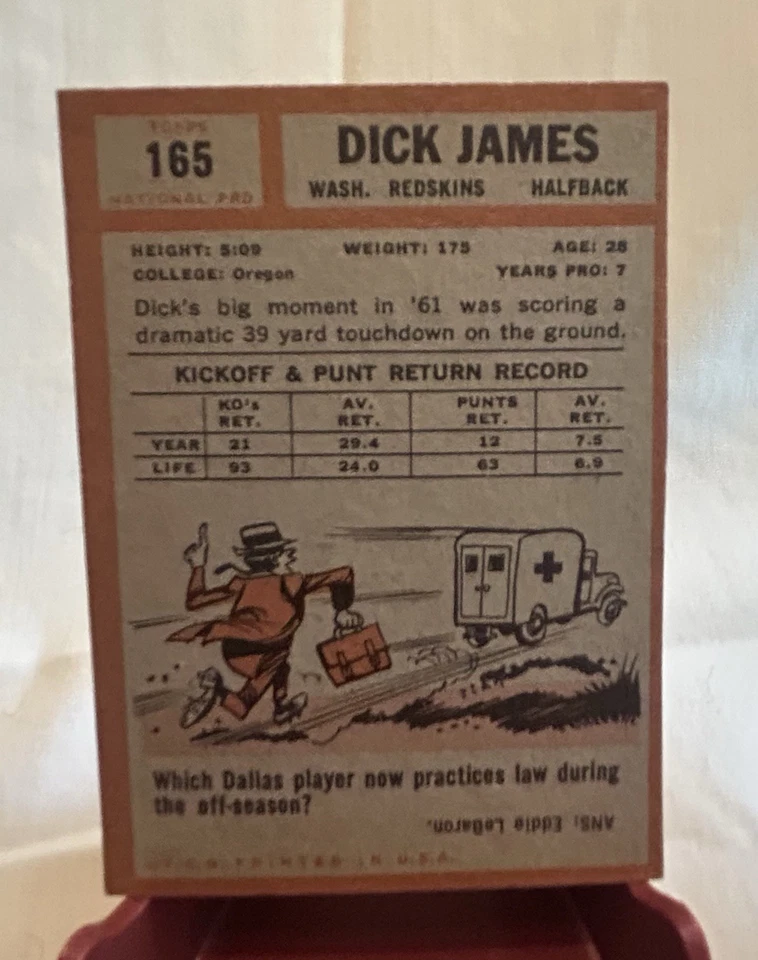 TOPPS
165
NATIONAL PRO
DICK JAMES
WASH. REDSKINS HALFBACK
HEIGHT: 5:09 WEIGHT: 175 AGE: 28
COLLEGE: Oregon YEARS PRO: 7
Dick's big moment in '61 was scoring a
dramatic 39 yard touchdown on the ground.
KICKOFF & PUNT RETURN RECORD
KO's AV. PUNTS AV.
RET. RET. RET. RET.
YEAR 21 29.4 12 7.5
LIFE 93 24.0 63 6.9
Which Dallas player now practices law during
the off-season?
ANS: Eddie LeBaron.
T.C.G. PRINTED IN U.S.A.